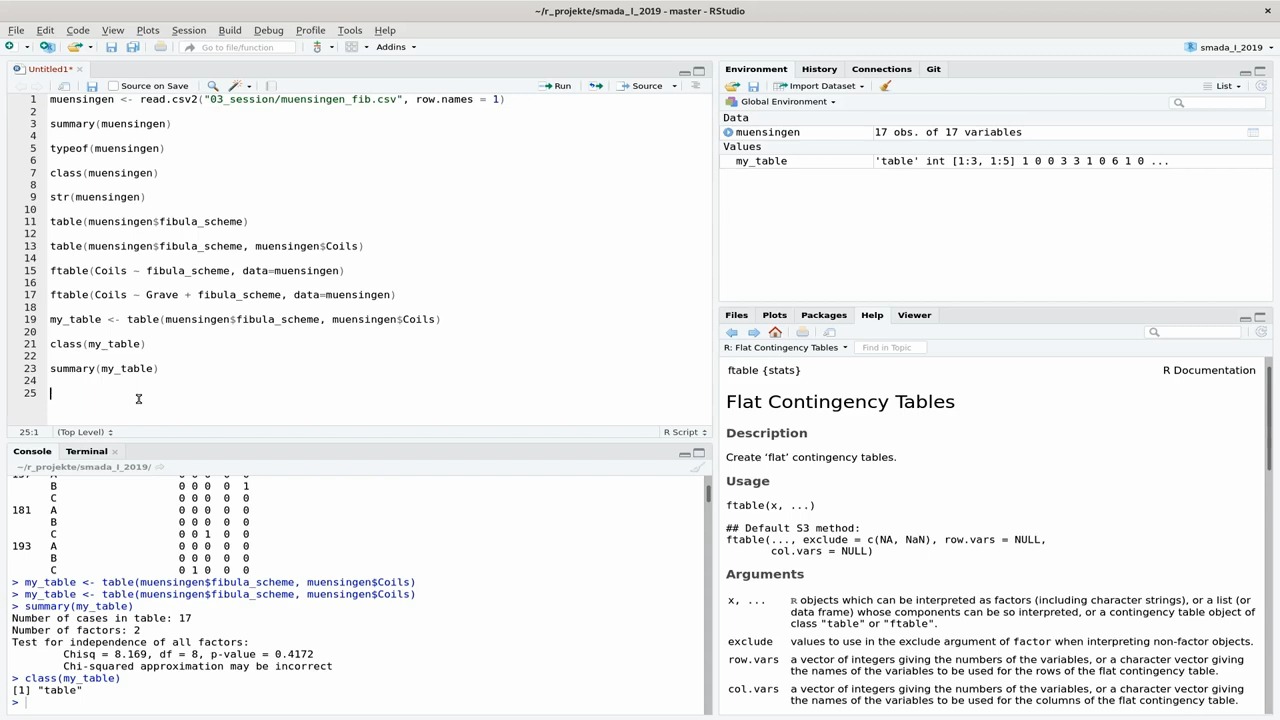 ~/r_projekte/smada_I_2019 - master - RStudio
File Edit Code View Plots Session Build Debug Profile Tools Help
Go to file/function Addins smada_I_2019
Untitled1*
Source on Save Run Source
1 muensingen <- read.csv2("03_session/muensingen_fib.csv", row.names = 1)
2
3 summary(muensingen)
4
5 typeof(muensingen)
6
7 class(muensingen)
8
9 str(muensingen)
10
11 table(muensingen$fibula_scheme)
12
13 table(muensingen$fibula_scheme, muensingen$Coils)
14
15 ftable(Coils ~ fibula_scheme, data=muensingen)
16
17 ftable(Coils ~ Grave + fibula_scheme, data=muensingen)
18
19 my_table <- table(muensingen$fibula_scheme, muensingen$Coils)
20
21 class(my_table)
22
23 summary(my_table)
24
25
25:1 (Top Level) R Script
Console Terminal
~/r_projekte/smada_I_2019/
B 0 0 0 0 1
C 0 0 0 0 0
181 A 0 0 0 0 0
B 0 0 0 0 0
C 0 0 1 0 0
193 A 0 0 0 0 0
B 0 0 0 0 0
C 0 1 0 0 0
> my_table <- table(muensingen$fibula_scheme, muensingen$Coils)
> my_table <- table(muensingen$fibula_scheme, muensingen$Coils)
> summary(my_table)
Number of cases in table: 17
Number of factors: 2
Test for independence of all factors:
Chisq = 8.169, df = 8, p-value = 0.4172
Chi-squared approximation may be incorrect
> class(my_table)
[1] "table"
>
Environment History Connections Git
Import Dataset List
Global Environment
Data
muensingen 17 obs. of 17 variables
Values
my_table 'table' int [1:3, 1:5] 1 0 0 3 3 1 0 6 1 0 ...
Files Plots Packages Help Viewer
R: Flat Contingency Tables Find in Topic
ftable {stats} R Documentation
Flat Contingency Tables
Description
Create ‘flat’ contingency tables.
Usage
ftable(x, ...)
## Default S3 method:
ftable(..., exclude = c(NA, NaN), row.vars = NULL,
col.vars = NULL)
Arguments
x, ... R objects which can be interpreted as factors (including character strings), or a list (or
data frame) whose components can be so interpreted, or a contingency table object of
class "table" or "ftable".
exclude values to use in the exclude argument of factor when interpreting non-factor objects.
row.vars a vector of integers giving the numbers of the variables, or a character vector giving
the names of the variables to be used for the rows of the flat contingency table.
col.vars a vector of integers giving the numbers of the variables, or a character vector giving
the names of the variables to be used for the columns of the flat contingency table.